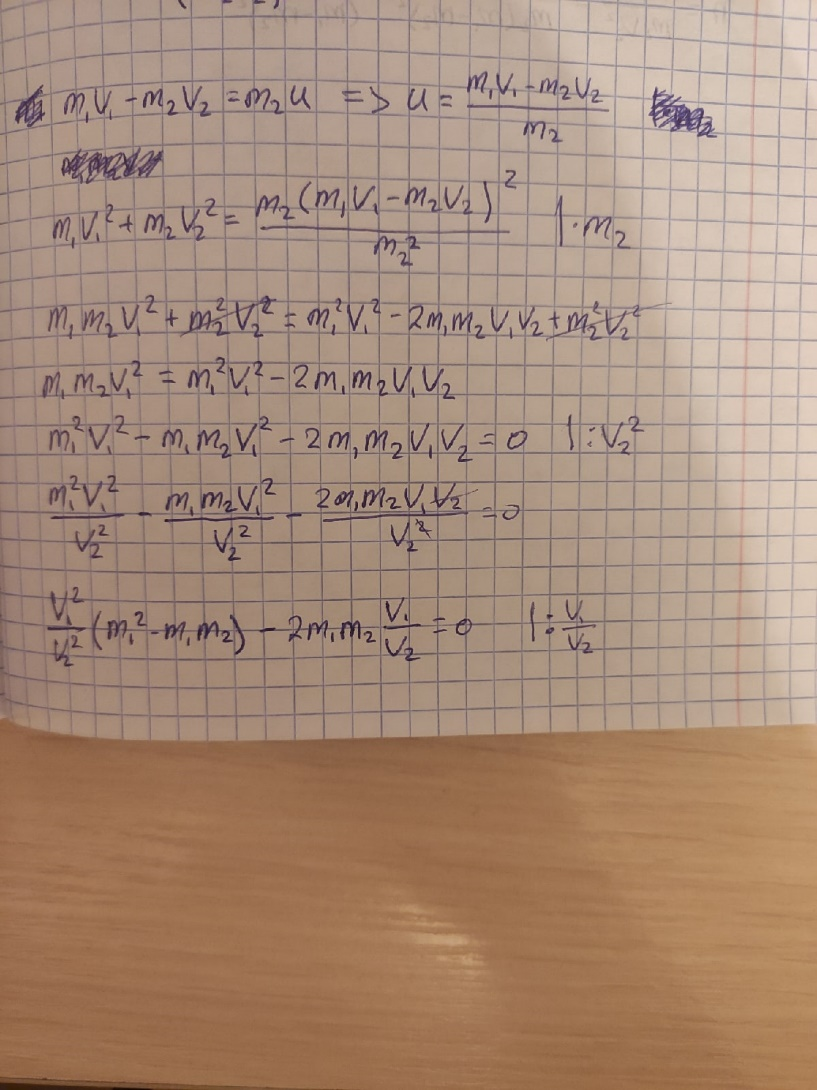 m₁V₁ - m₂V₂ = m₂u => u = (m₁V₁ - m₂V₂)/m₂
m₁V₁² + m₂V₂² = m₂(m₁V₁ - m₂V₂)²/m₂² | · m₂
m₁m₂V₁² + m₂²V₂² = m₁²V₁² - 2m₁m₂V₁V₂ + m₂²V₂²
m₁m₂V₁² = m₁²V₁² - 2m₁m₂V₁V₂
m₁²V₁² - m₁m₂V₁² - 2m₁m₂V₁V₂ = 0 | : V₂²
m₁²V₁²/V₂² - m₁m₂V₁²/V₂² - 2m₁m₂V₁V₂/V₂² = 0
V₁²/V₂² (m₁² - m₁m₂) - 2m₁m₂ V₁/V₂ = 0 | : V₁/V₂